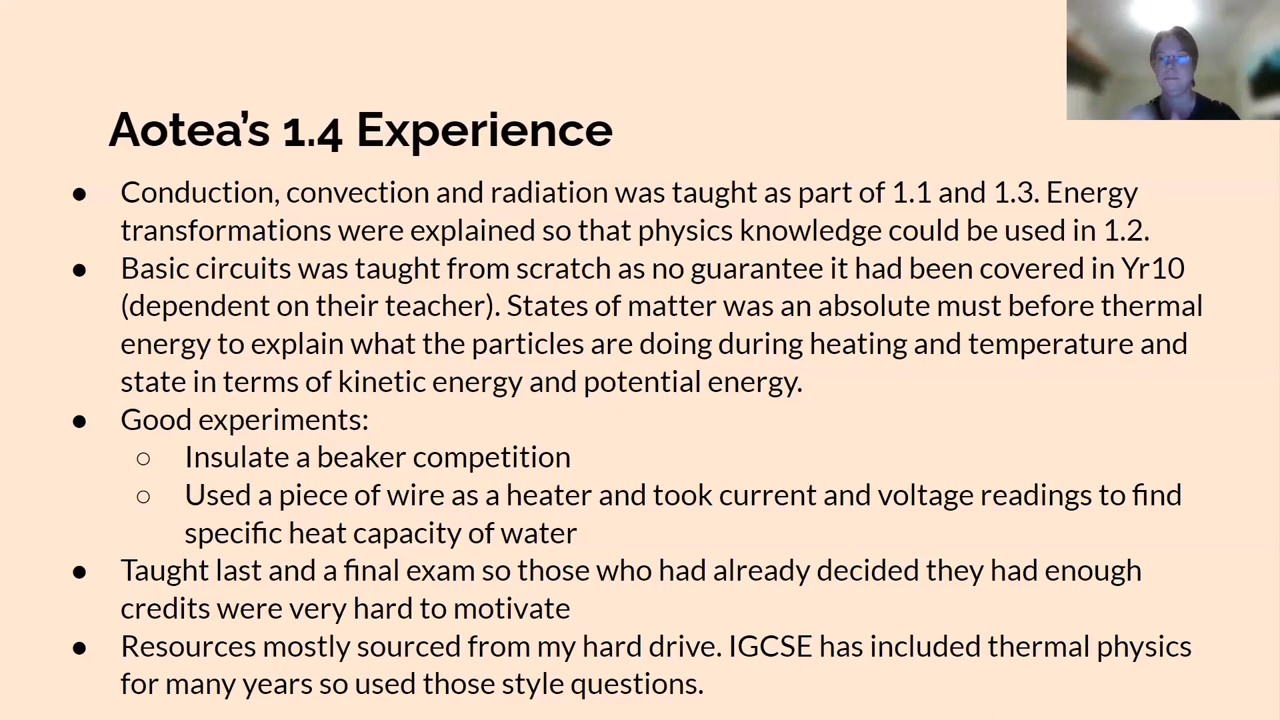 Aotea's 1.4 Experience
● Conduction, convection and radiation was taught as part of 1.1 and 1.3. Energy
transformations were explained so that physics knowledge could be used in 1.2.
● Basic circuits was taught from scratch as no guarantee it had been covered in Yr10
(dependent on their teacher). States of matter was an absolute must before thermal
energy to explain what the particles are doing during heating and temperature and
state in terms of kinetic energy and potential energy.
● Good experiments:
○ Insulate a beaker competition
○ Used a piece of wire as a heater and took current and voltage readings to find
specific heat capacity of water
● Taught last and a final exam so those who had already decided they had enough
credits were very hard to motivate
● Resources mostly sourced from my hard drive. IGCSE has included thermal physics
for many years so used those style questions.